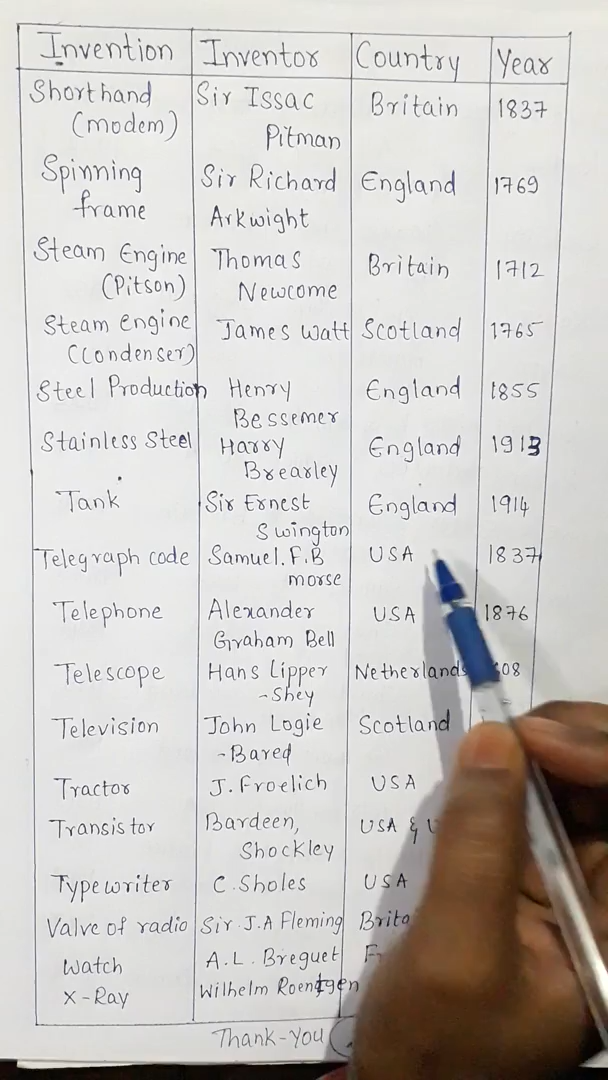 Invention Inventor Country Year
Shorthand Sir Issac Britain 1837
(modem) Pitman
Spinning Sir Richard England 1769
frame Arkwight
Steam Engine Thomas Britain 1712
(Pitson) Newcome
Steam engine James Watt Scotland 1765
(Condenser)
Steel Production Henry England 1855
Bessemer
Stainless Steel Harry England 1913
Brearley
Tank Sir Ernest England 1914
Swington
Telegraph code Samuel.F.B USA 1837
morse
Telephone Alexander USA 1876
Graham Bell
Telescope Hans Lipper Netherlands
-Shey
Television John Logie Scotland
-Bared
Tractor J. Froelich USA
Transistor Bardeen, USA &
Shockley
Typewriter C. Sholes USA
Valve of radio Sir J.A Fleming
Watch A.L. Breguet
X-Ray Wilhelm Roentgen
Thank-You